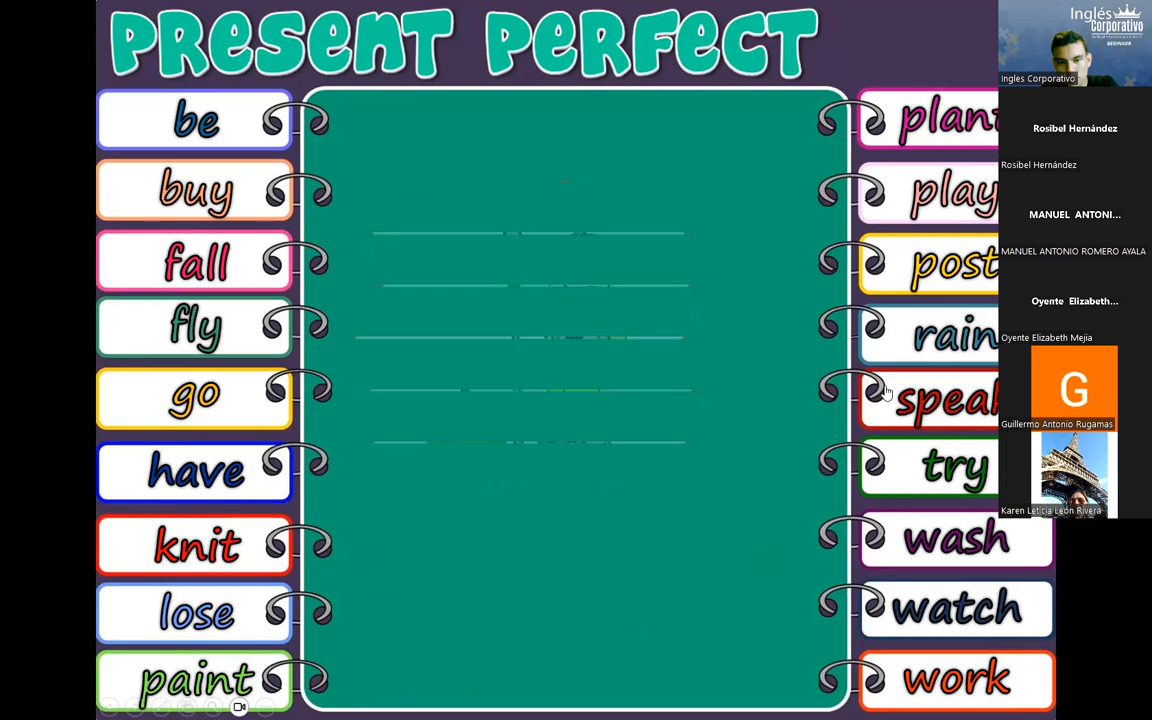 PRESENT PERFECT
be
buy
fall
fly
go
have
knit
lose
paint
plant
play
post
rain
speak
try
wash
watch
work
Inglés
Corporativo
BEGINNER
Ingles Corporativo
Rosibel Hernández
Rosibel Hernández
MANUEL ANTONI...
MANUEL ANTONIO ROMERO AYALA
Oyente Elizabeth...
Oyente Elizabeth Mejia
G
Guillermo Antonio Rugamas
Karen Leticia León Rivera